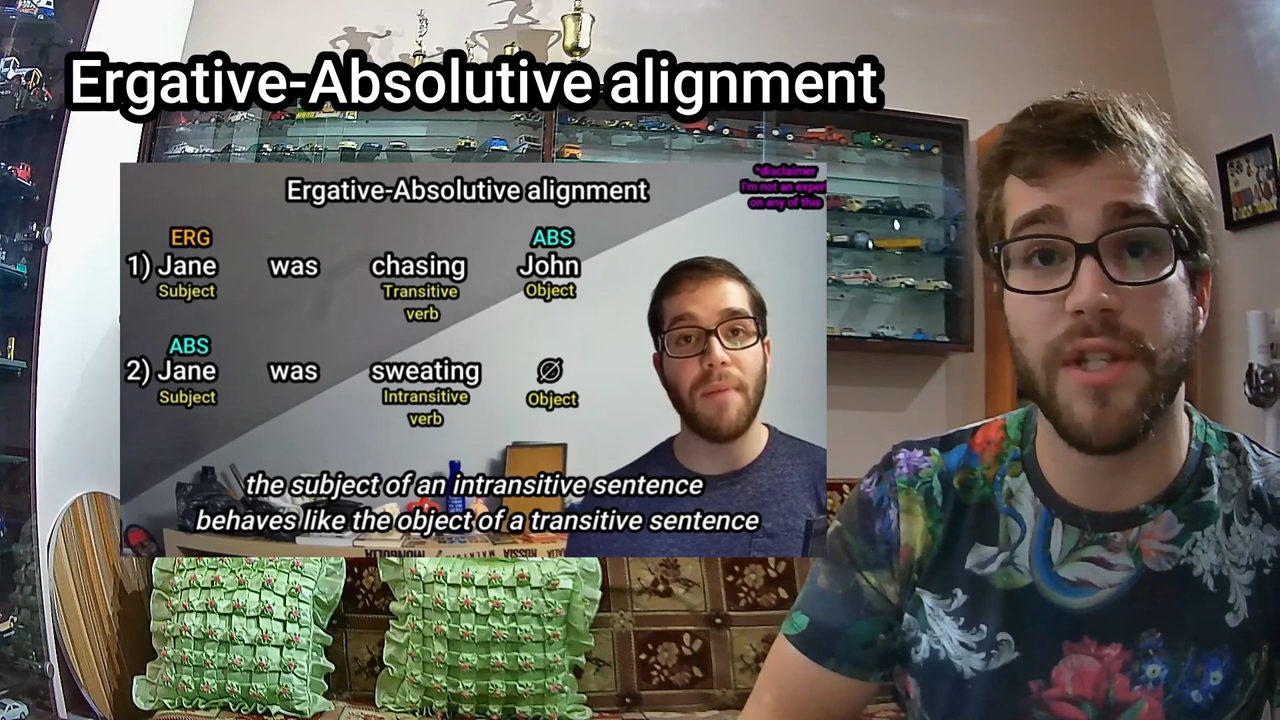 Ergative-Absolutive alignment
Ergative-Absolutive alignment
*disclaimer
I'm not an exper
on any of this
ERG ABS
1) Jane was chasing John
Subject Transitive Object
verb
ABS
2) Jane was sweating ∅
Subject Intransitive Object
verb
the subject of an intransitive sentence
behaves like the object of a transitive sentence
MONGOLIA
RUSSIA